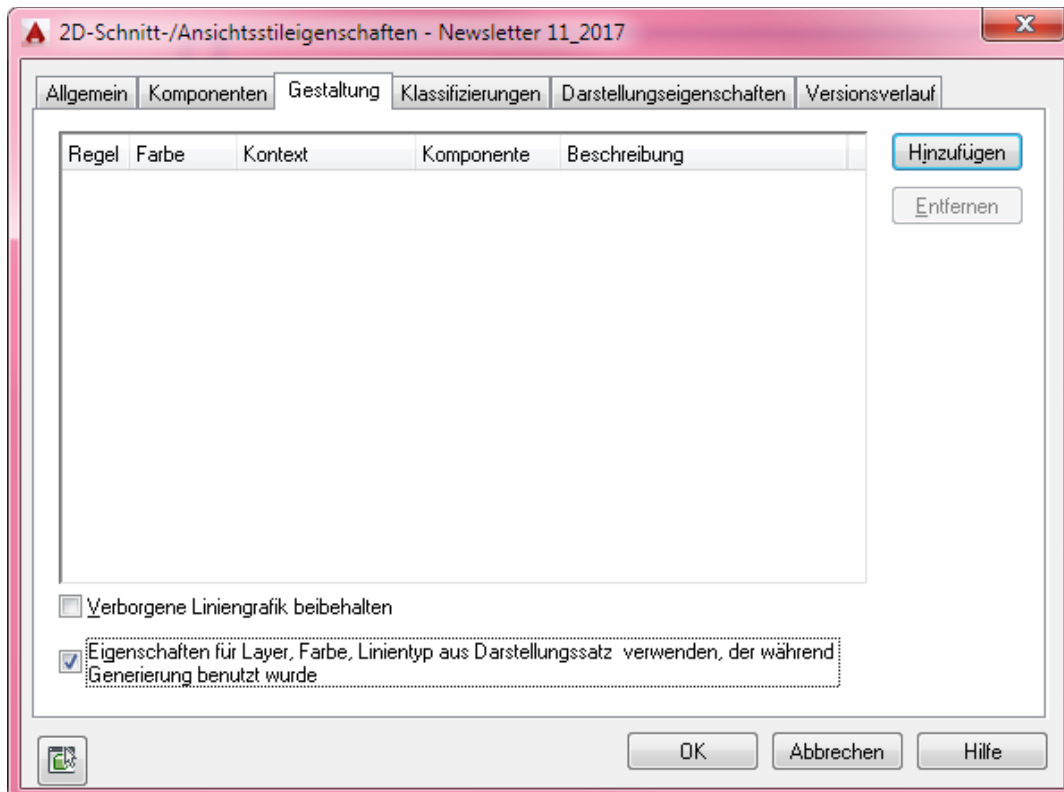 2D-Schnitt-/Ansichtsstileigenschaften - Newsletter 11_2017
Allgemein Komponenten Gestaltung Klassifizierungen Darstellungseigenschaften Versionsverlauf
Regel Farbe Kontext Komponente Beschreibung
Hinzufügen
Entfernen
Verborgene Liniengrafik beibehalten
Eigenschaften für Layer, Farbe, Linientyp aus Darstellungssatz verwenden, der während
Generierung benutzt wurde
OK Abbrechen Hilfe